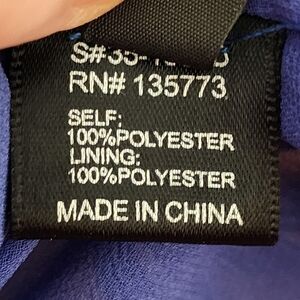 RN# 135773
SELF:
100%POLYESTER
LINING:
100%POLYESTER
MADE IN CHINA